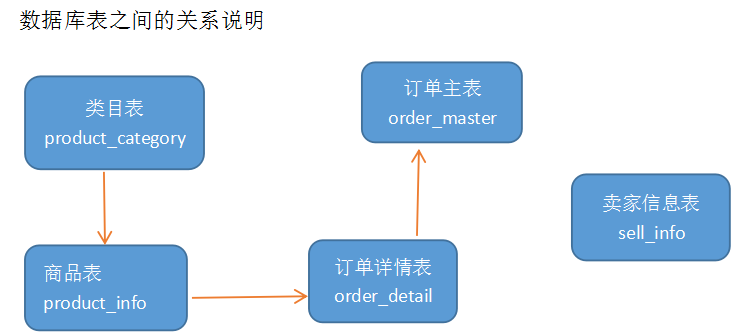 数据库表之间的关系说明
类目表
product_category
订单主表
order_master
卖家信息表
sell_info
商品表
product_info
订单详情表
order_detail